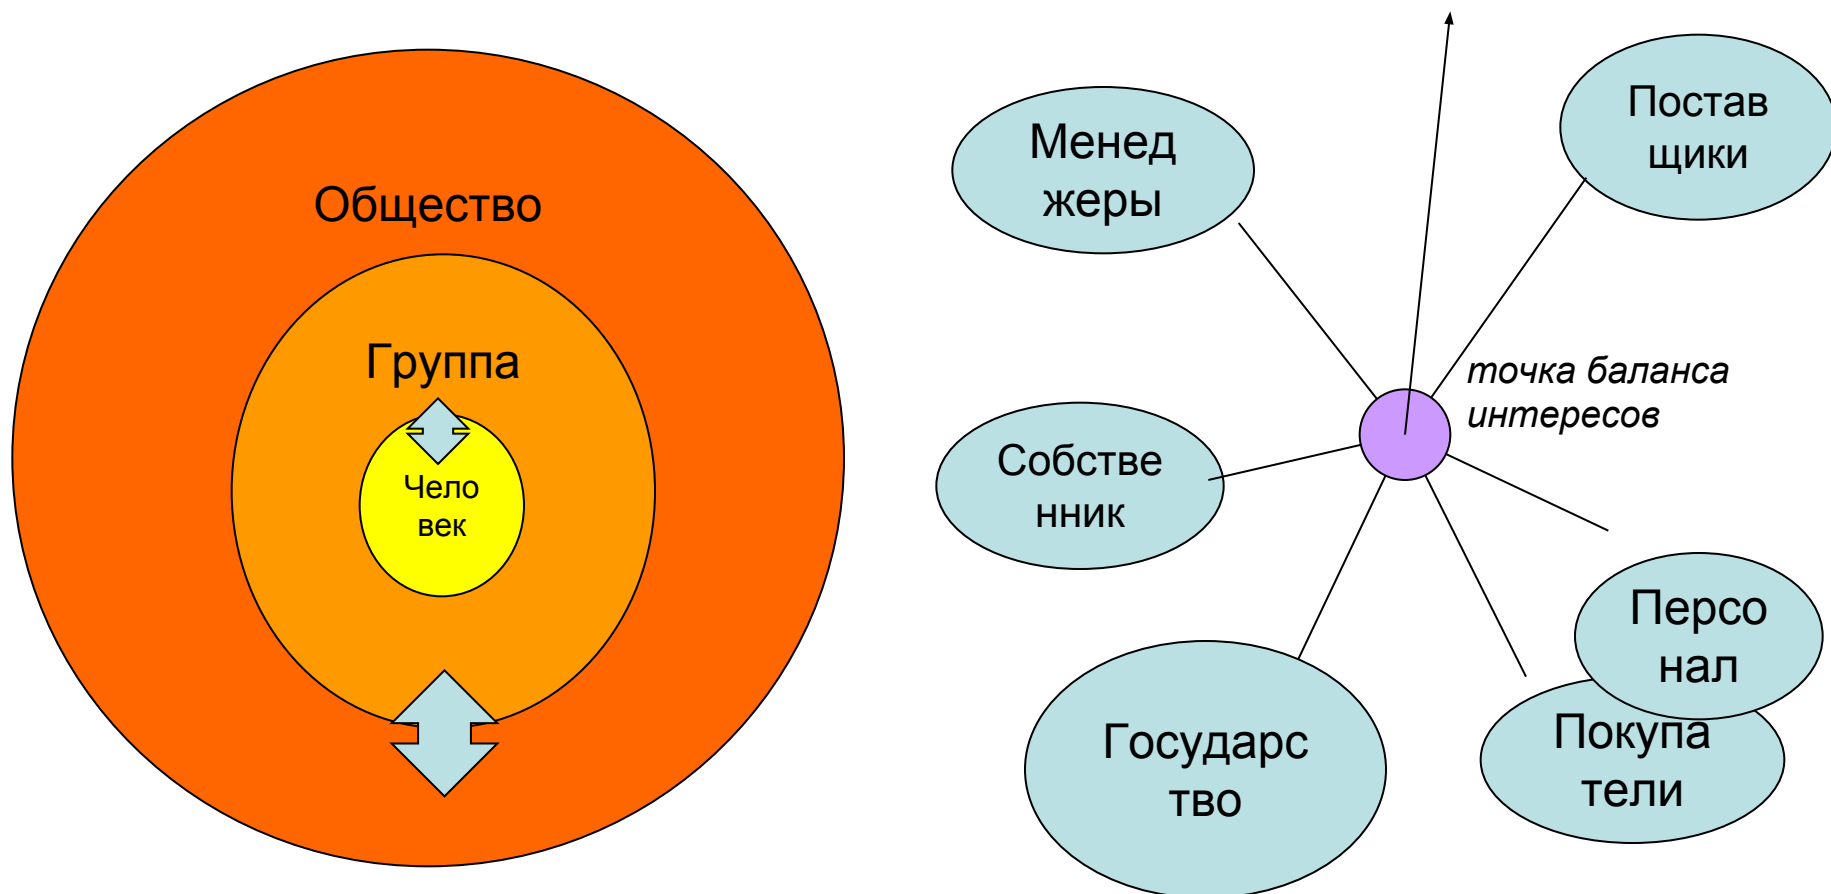 Общество
Группа
Чело
век
Менед
жеры
Постав
щики
точка баланса
интересов
Собстве
нник
Персо
нал
Государс
тво
Покупа
тели